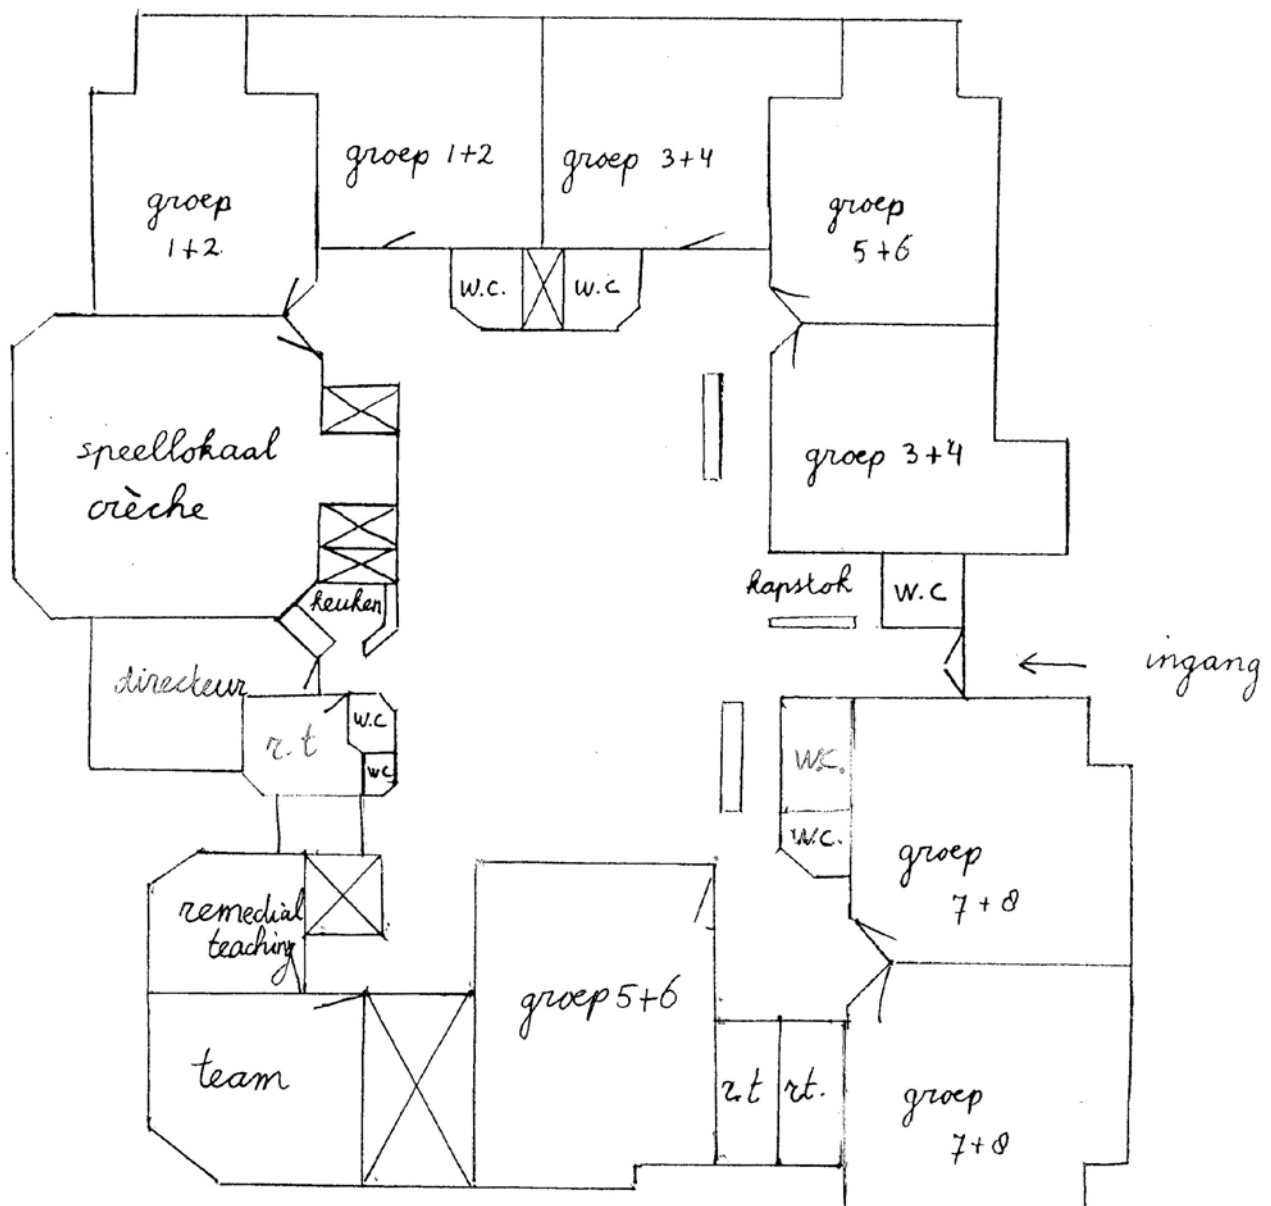 groep 1+2
groep 3+4
groep
1+2.
groep
5+6
W.C.
W.C
speellokaal
crèche
groep 3+4
keuken
kapstok
W.C
ingang
directeur
r.t
W.C
WC
W.C.
W.C.
groep
7+8
remedial
teaching
groep 5+6
team
r.t
rt.
groep
7+8